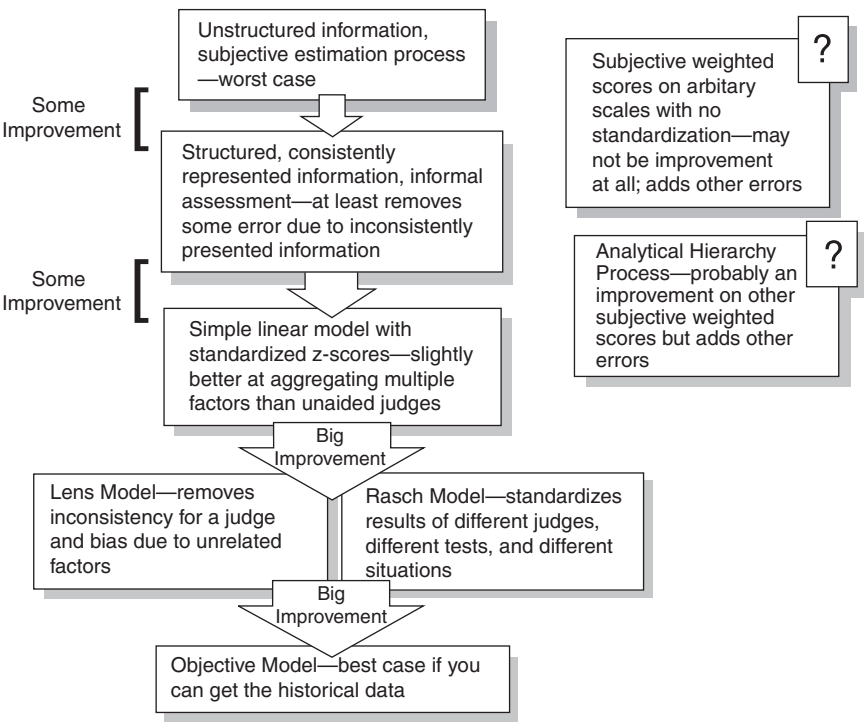 Unstructured information,
subjective estimation process
—worst case
Some
Improvement
Structured, consistently
represented information, informal
assessment—at least removes
some error due to inconsistently
presented information
Some
Improvement
Simple linear model with
standardized z-scores—slightly
better at aggregating multiple
factors than unaided judges
Big
Improvement
Lens Model—removes
inconsistency for a judge
and bias due to unrelated
factors
Rasch Model—standardizes
results of different judges,
different tests, and different
situations
Big
Improvement
Objective Model—best case if you
can get the historical data
?
Subjective weighted
scores on arbitary
scales with no
standardization—may
not be improvement
at all; adds other errors
?
Analytical Hierarchy
Process—probably an
improvement on other
subjective weighted
scores but adds other
errors